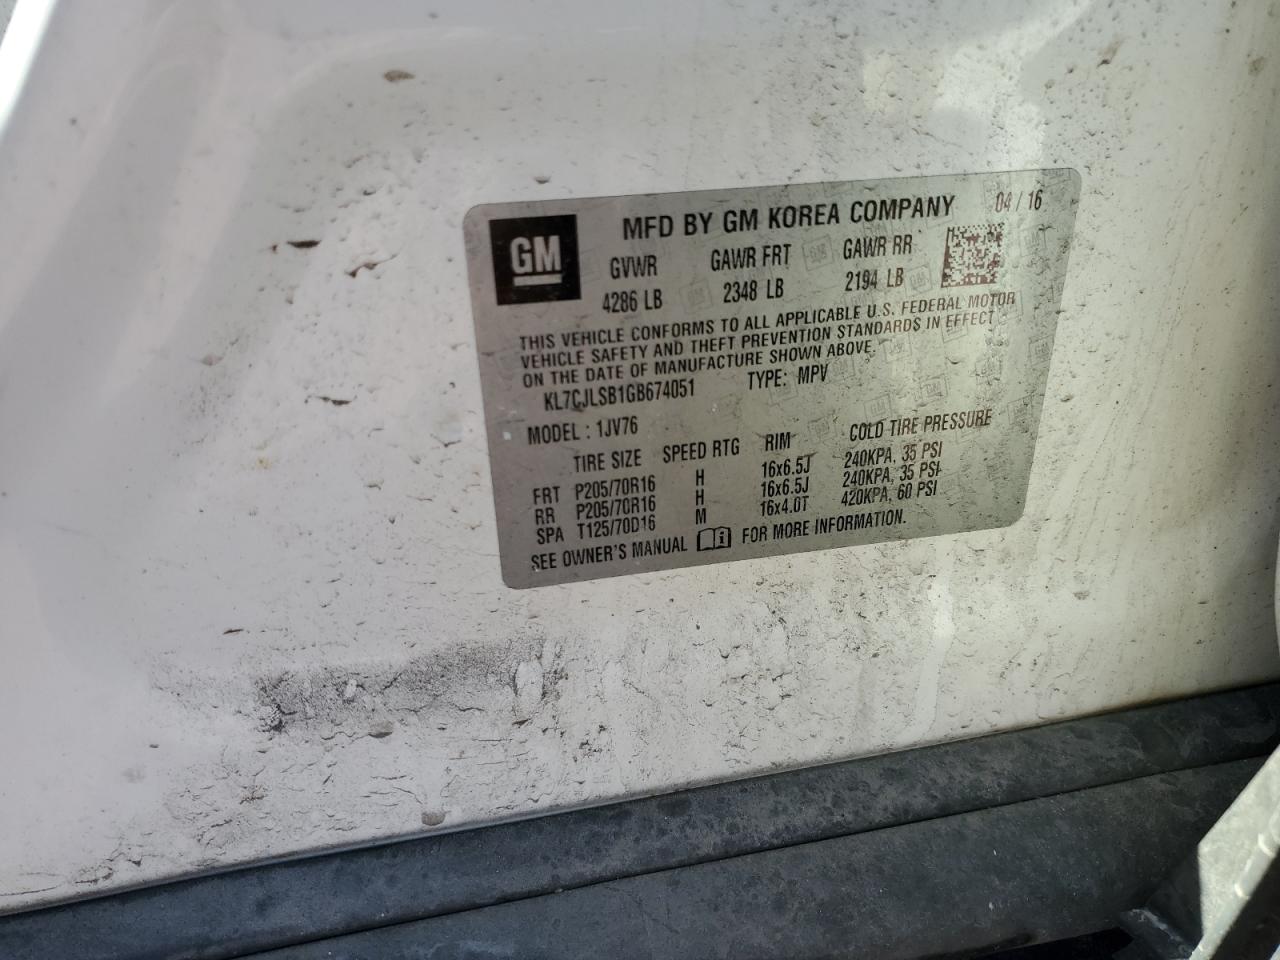 GM
MFD BY GM KOREA COMPANY 04 / 16
GVWR GAWR FRT GAWR RR
4286 LB 2348 LB 2194 LB
THIS VEHICLE CONFORMS TO ALL APPLICABLE U.S. FEDERAL MOTOR
VEHICLE SAFETY AND THEFT PREVENTION STANDARDS IN EFFECT
ON THE DATE OF MANUFACTURE SHOWN ABOVE.
KL7CJLSB1GB674051 TYPE: MPV
MODEL : 1JV76
TIRE SIZE SPEED RTG RIM COLD TIRE PRESSURE
FRT P205/70R16 H 16x6.5J 240KPA, 35 PSI
RR P205/70R16 H 16x6.5J 240KPA, 35 PSI
SPA T125/70D16 M 16x4.0T 420KPA, 60 PSI
SEE OWNER'S MANUAL FOR MORE INFORMATION.